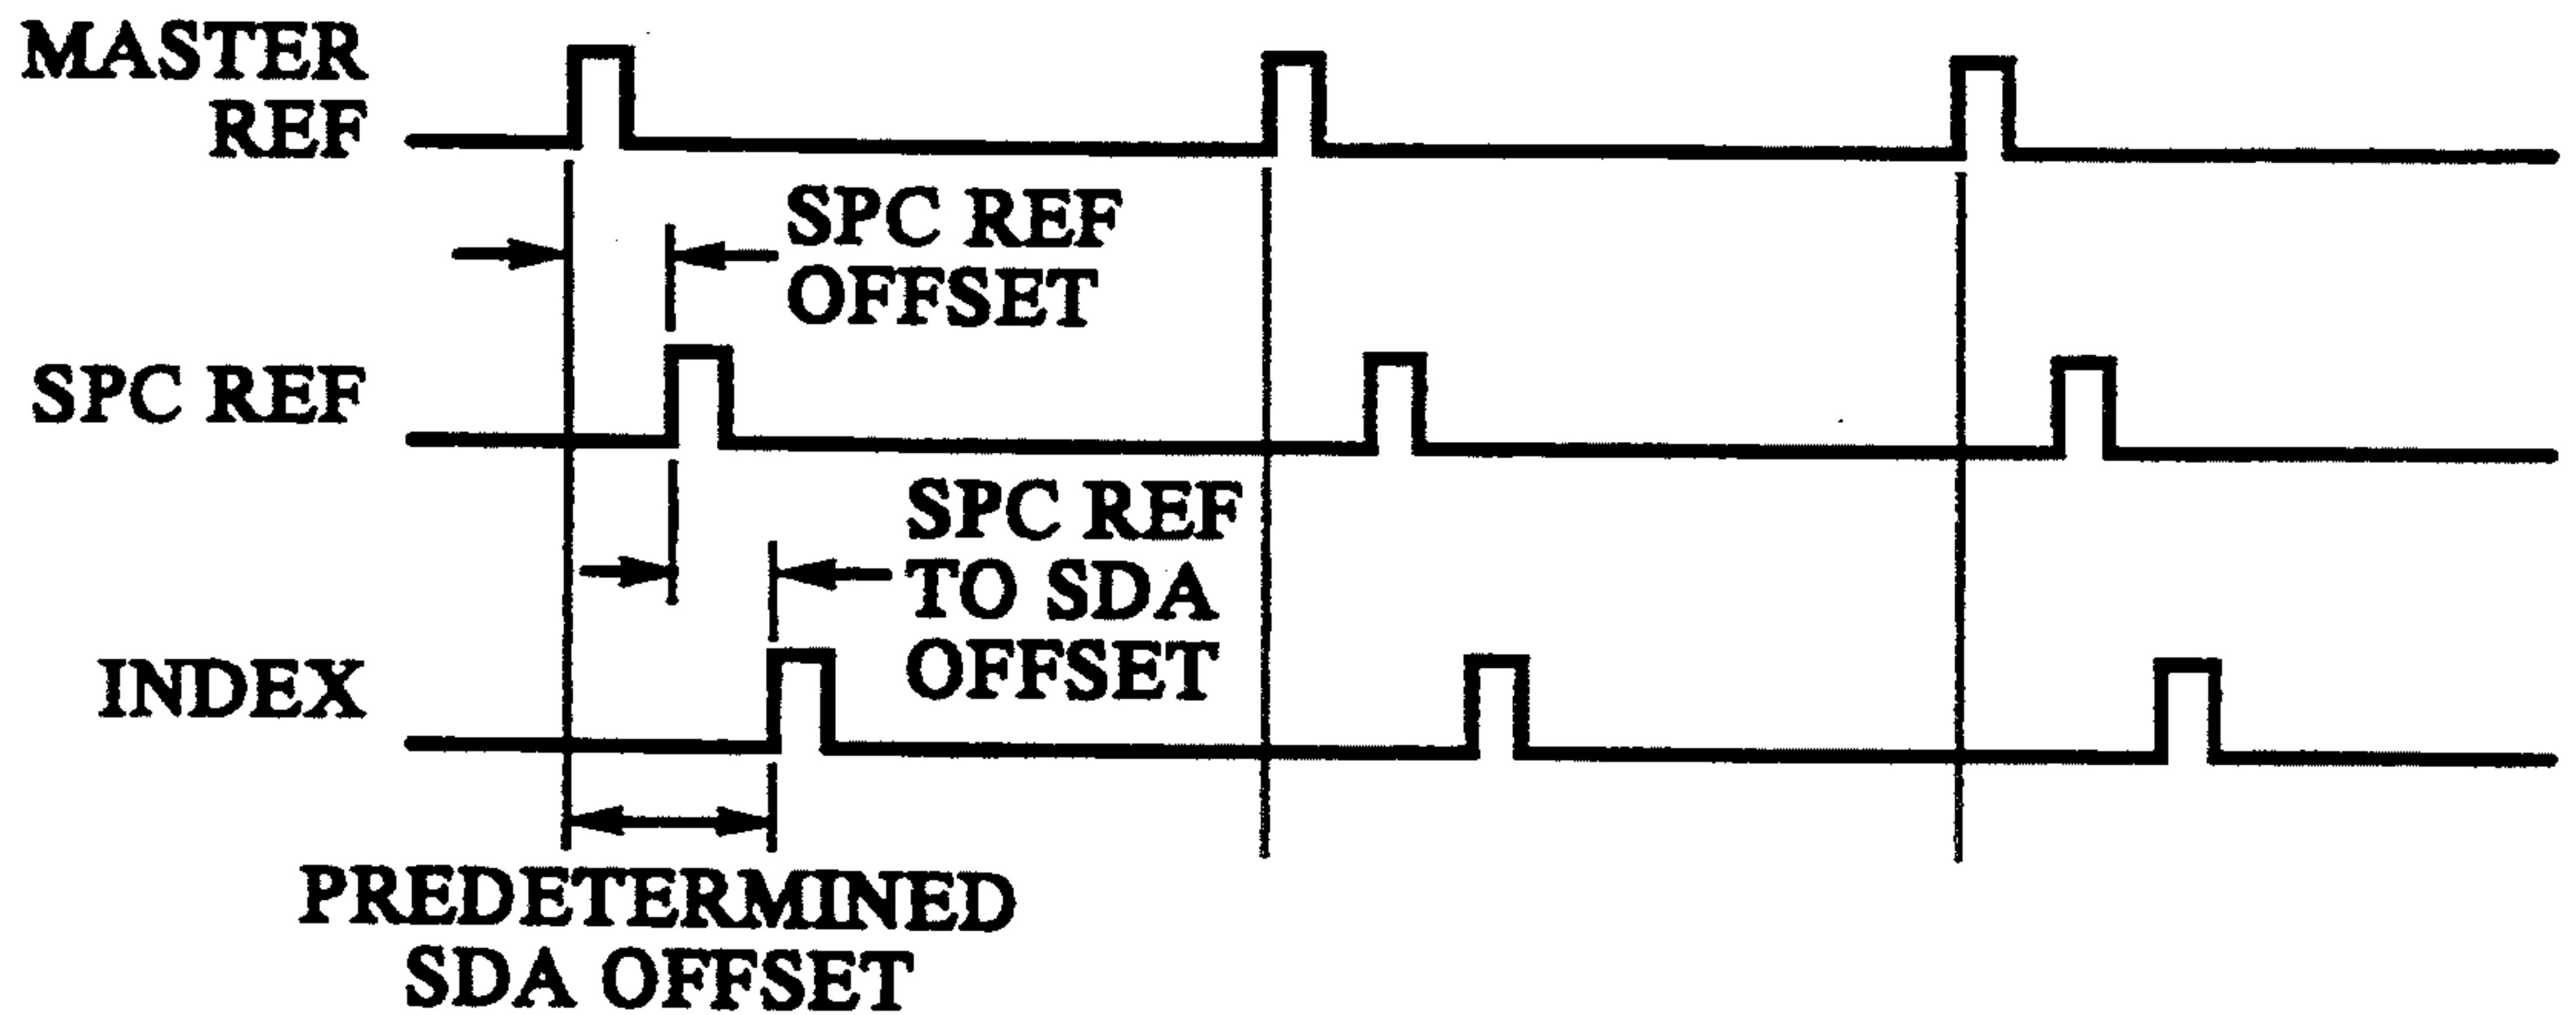 MASTER
REF
SPC REF
OFFSET
SPC REF
SPC REF
TO SDA
OFFSET
INDEX
PREDETERMINED
SDA OFFSET